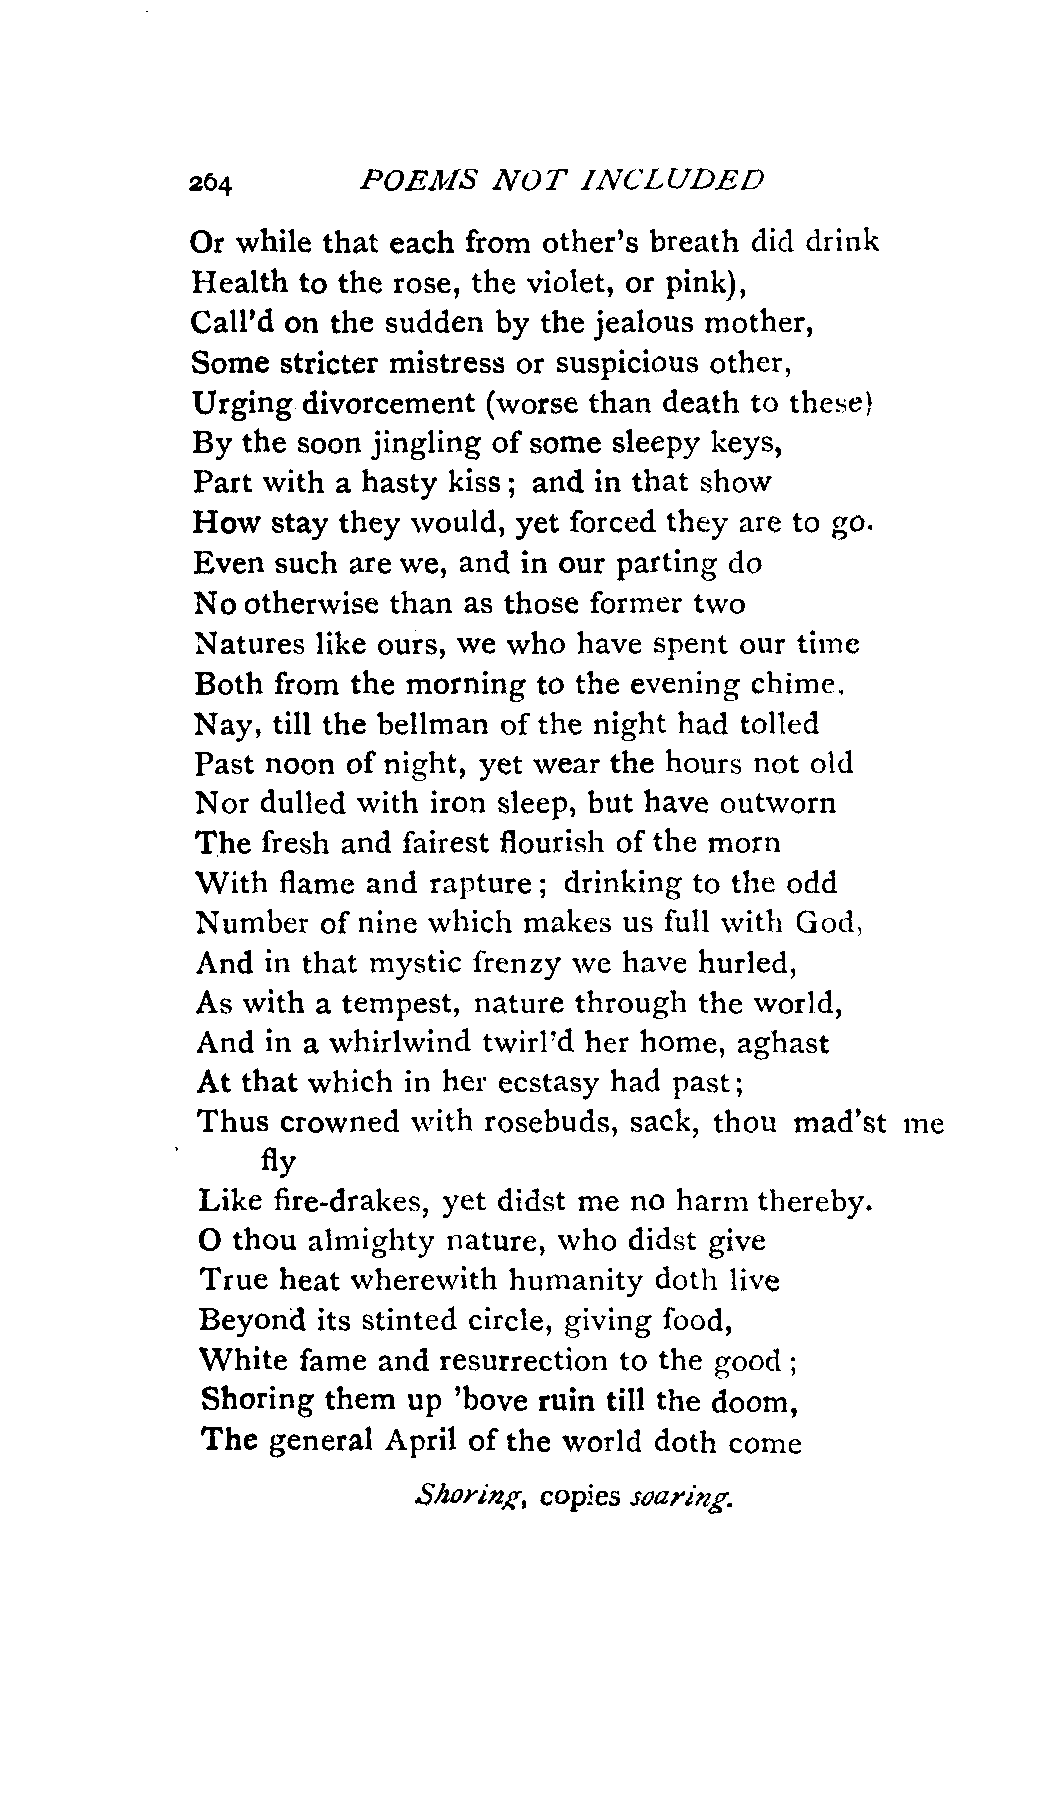 264 POEMS NOT INCLUDED
Or while that each from other's breath did drink
Health to the rose, the violet, or pink),
Call'd on the sudden by the jealous mother,
Some stricter mistress or suspicious other,
Urging divorcement (worse than death to these)
By the soon jingling of some sleepy keys,
Part with a hasty kiss; and in that show
How stay they would, yet forced they are to go.
Even such are we, and in our parting do
No otherwise than as those former two
Natures like ours, we who have spent our time
Both from the morning to the evening chime.
Nay, till the bellman of the night had tolled
Past noon of night, yet wear the hours not old
Nor dulled with iron sleep, but have outworn
The fresh and fairest flourish of the morn
With flame and rapture; drinking to the odd
Number of nine which makes us full with God,
And in that mystic frenzy we have hurled,
As with a tempest, nature through the world,
And in a whirlwind twirl'd her home, aghast
At that which in her ecstasy had past;
Thus crowned with rosebuds, sack, thou mad'st me
fly
Like fire-drakes, yet didst me no harm thereby.
O thou almighty nature, who didst give
True heat wherewith humanity doth live
Beyond its stinted circle, giving food,
White fame and resurrection to the good;
Shoring them up 'bove ruin till the doom,
The general April of the world doth come
Shoring, copies soaring.